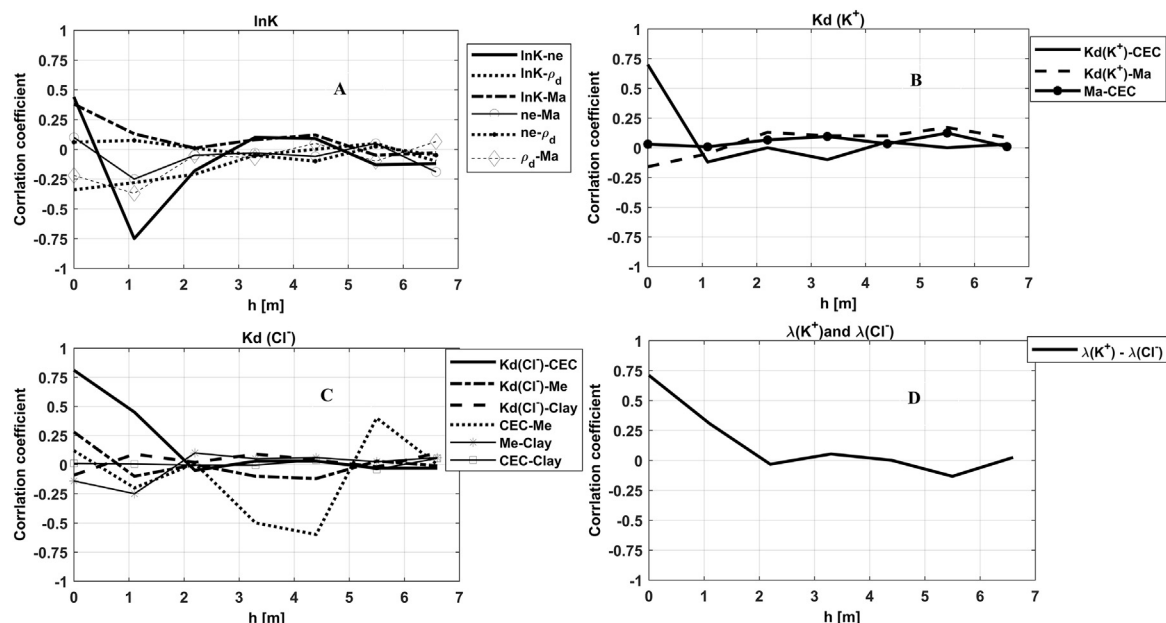 lnK
1
0.75
0.5
0.25
0
-0.25
-0.5
-0.75
-1
Corrlation coefficient
0 1 2 3 4 5 6 7
h [m]
A
lnK-ne
lnK-ρd
lnK-Ma
ne-Ma
ne-ρd
ρd-Ma
Kd (K+)
1
0.75
0.5
0.25
0
-0.25
-0.5
-0.75
-1
Corrlation coefficient
0 1 2 3 4 5 6 7
h [m]
B
Kd(K+)-CEC
Kd(K+)-Ma
Ma-CEC
Kd (Cl-)
1
0.75
0.5
0.25
0
-0.25
-0.5
-0.75
-1
Corrlation coefficient
0 1 2 3 4 5 6 7
h [m]
C
Kd(Cl-)-CEC
Kd(Cl-)-Me
Kd(Cl-)-Clay
CEC-Me
Me-Clay
CEC-Clay
λ(K+)and λ(Cl-)
1
0.75
0.5
0.25
0
-0.25
-0.5
-0.75
-1
Corrlation coefficient
0 1 2 3 4 5 6 7
h [m]
D
λ(K+) - λ(Cl-)